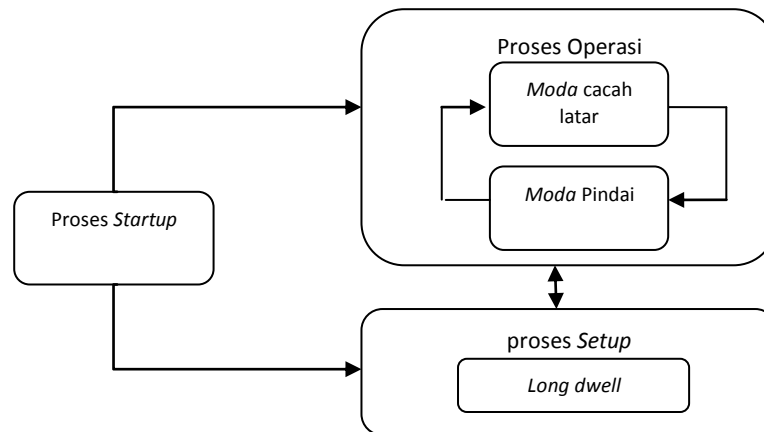 Proses Operasi
Moda cacah
latar
Moda Pindai
Proses Startup
proses Setup
Long dwell